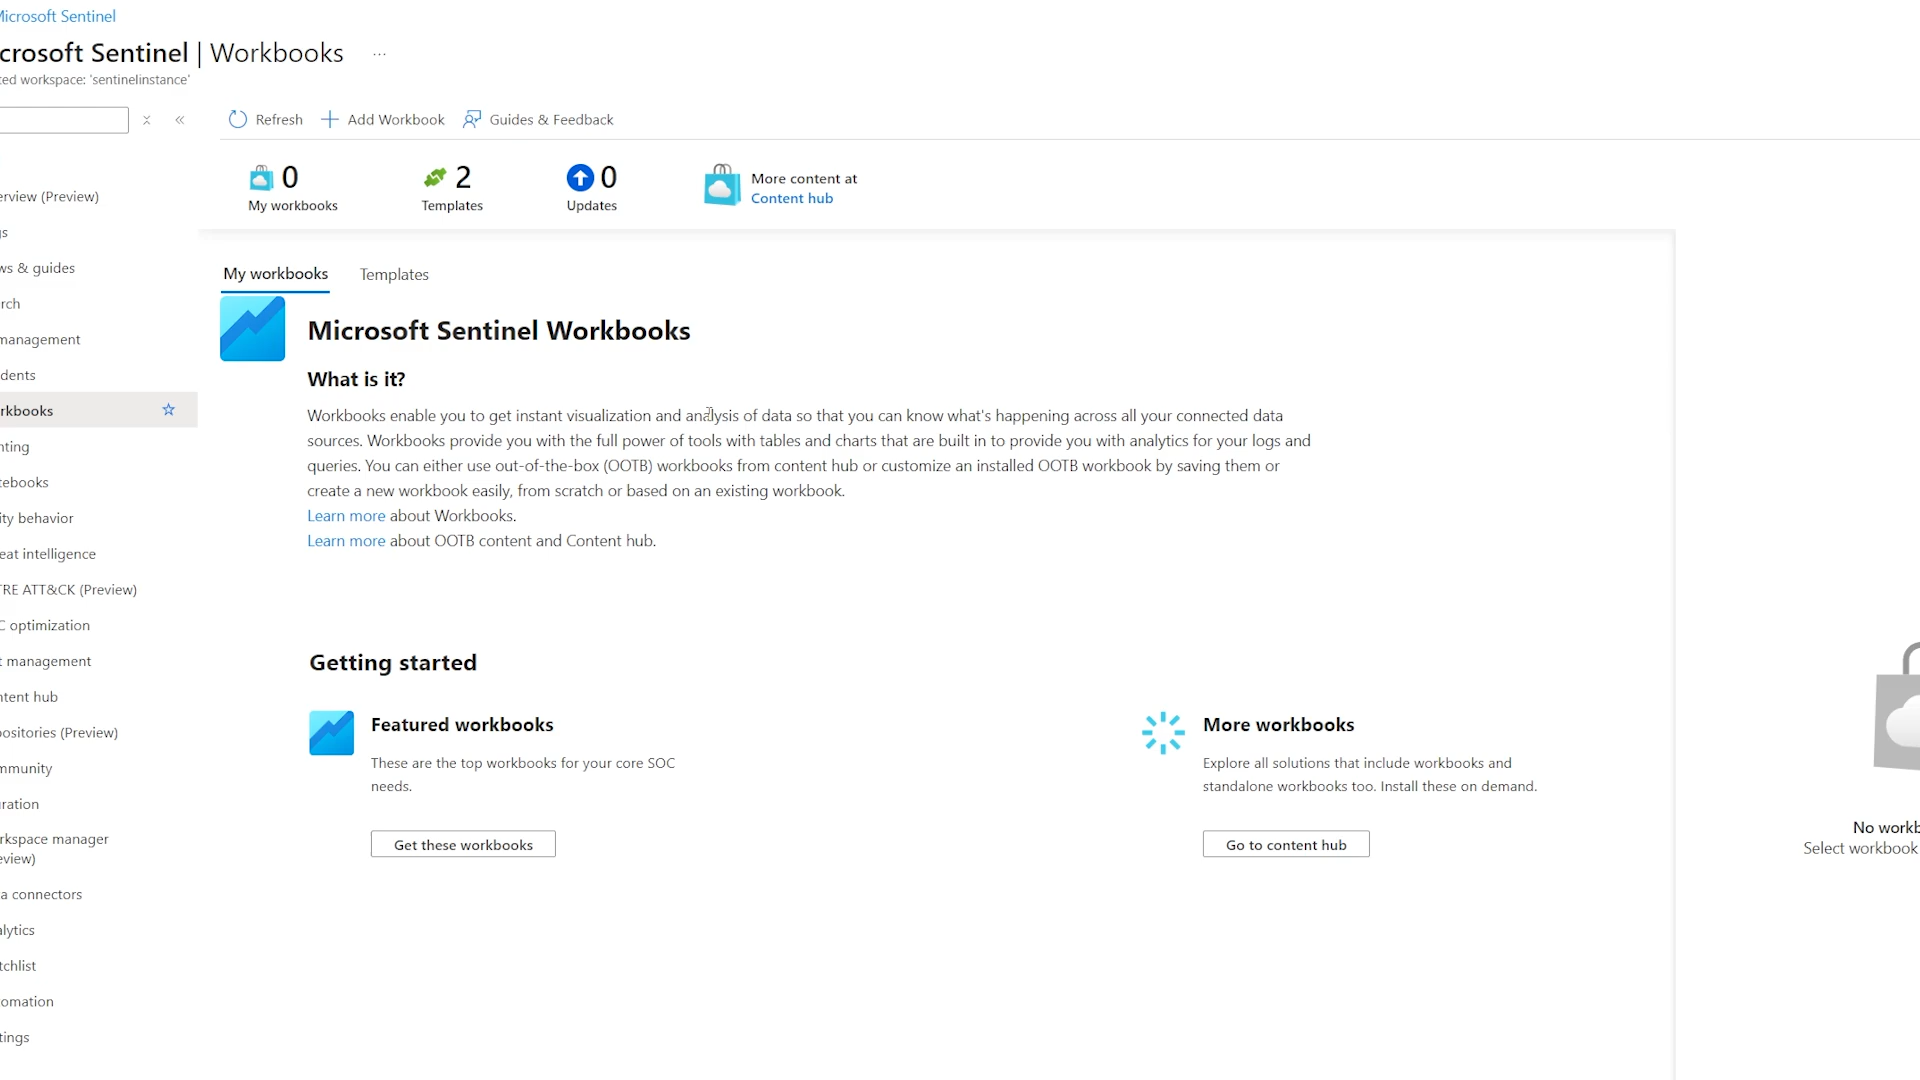 Microsoft Sentinel
crosoft Sentinel | Workbooks
ted workspace: 'sentinelinstance'
Refresh
Add Workbook
Guides & Feedback
0
My workbooks
2
Templates
0
Updates
More content at
Content hub
erview (Preview)
gs
ws & guides
rch
management
dents
rkbooks
nting
tebooks
ity behavior
eat intelligence
TRE ATT&CK (Preview)
C optimization
t management
ntent hub
positories (Preview)
mmunity
uration
rkspace manager
eview)
a connectors
alytics
tchlist
omation
tings
My workbooks
Templates
Microsoft Sentinel Workbooks
What is it?
Workbooks enable you to get instant visualization and analysis of data so that you can know what's happening across all your connected data
sources. Workbooks provide you with the full power of tools with tables and charts that are built in to provide you with analytics for your logs and
queries. You can either use out-of-the-box (OOTB) workbooks from content hub or customize an installed OOTB workbook by saving them or
create a new workbook easily, from scratch or based on an existing workbook.
Learn more about Workbooks.
Learn more about OOTB content and Content hub.
Getting started
Featured workbooks
These are the top workbooks for your core SOC
needs.
Get these workbooks
More workbooks
Explore all solutions that include workbooks and
standalone workbooks too. Install these on demand.
Go to content hub
No workb
Select workbook